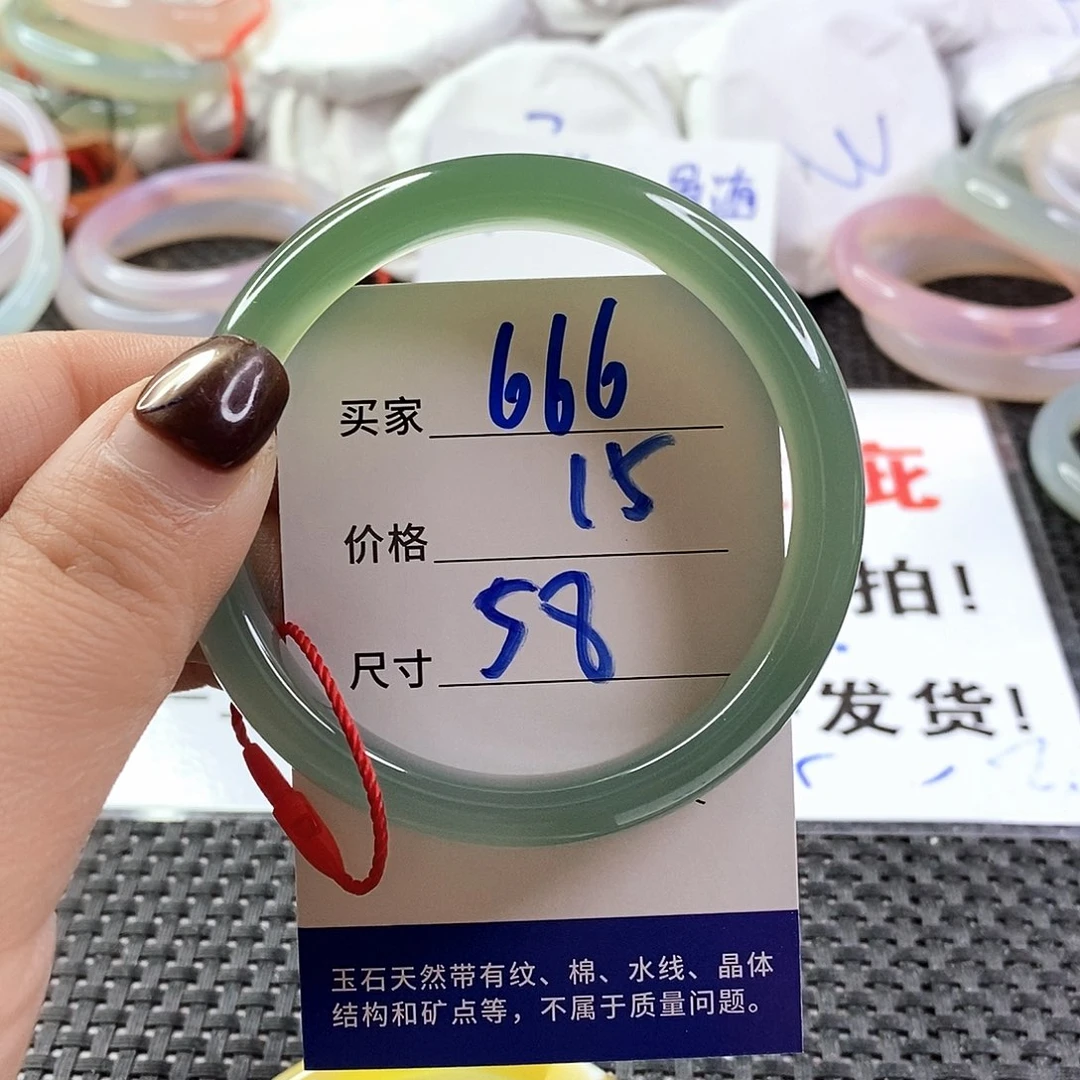 买家 666
价格 15
尺寸 58
玉石天然带有纹、棉、水线、晶体
结构和矿点等，不属于质量问题。
疵
拍!
发货!